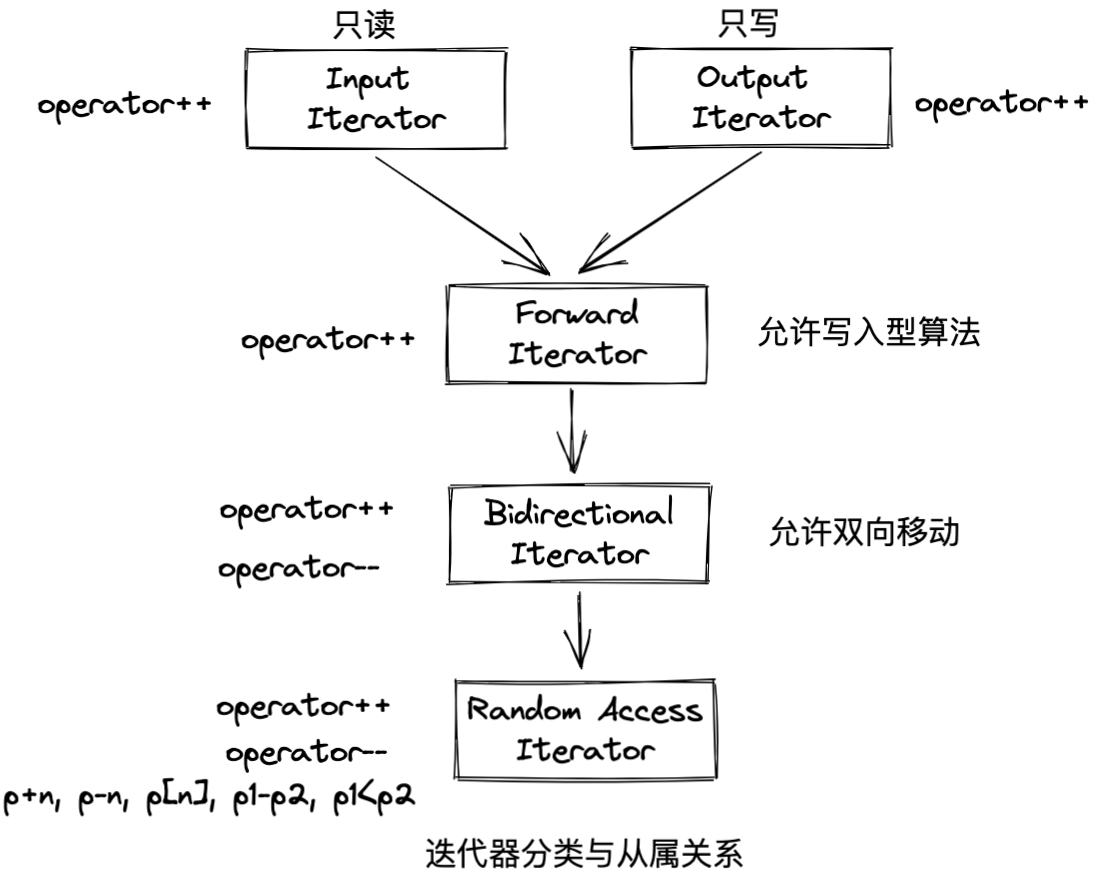 只读
只写
operator++
Input
Iterator
Output
Iterator
operator++
operator++
Forward
Iterator
允许写入型算法
operator++
operator--
Bidirectional
Iterator
允许双向移动
operator++
operator--
p+n, p-n, p[n], p1-p2, p1<p2
Random Access
Iterator
迭代器分类与从属关系